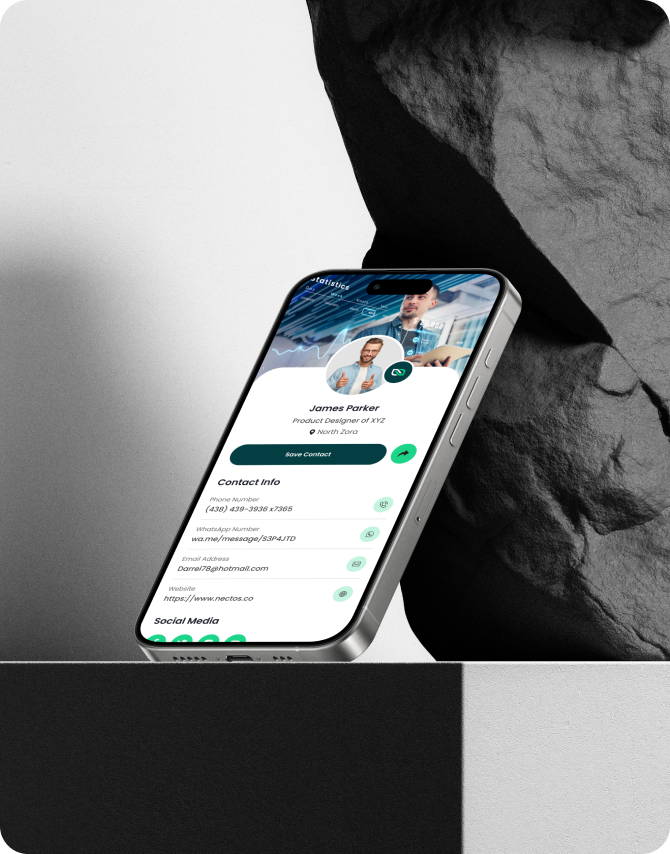 Statistics
James Parker
Product Designer of XYZ
North Zora
Save Contact
Contact Info
Phone Number
(438) 439-3936 x7365
WhatsApp Number
wa.me/message/S3P4JTD
Email Address
Darrel78@hotmail.com
Website
https://www.nectos.co
Social Media